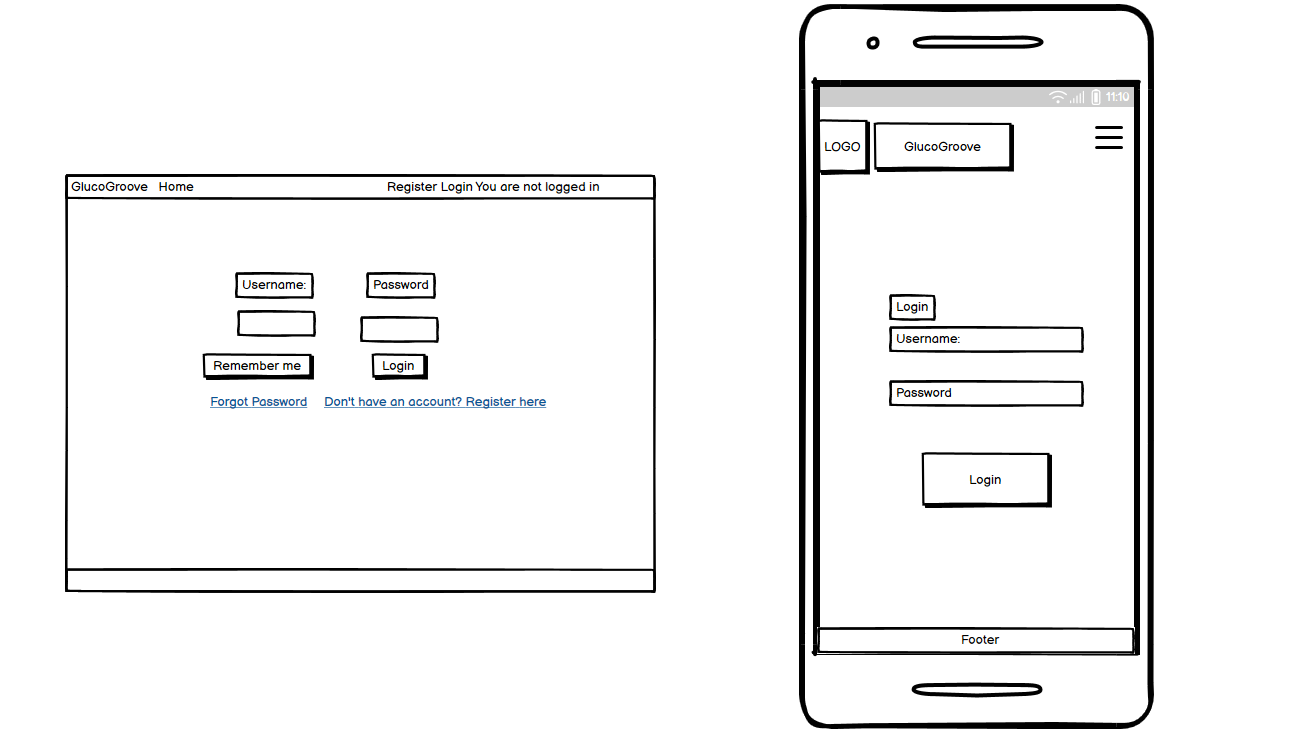 GlucoGroove Home Register Login You are not logged in
Username: Password
Remember me Login
Forgot Password Don't have an account? Register here
11:10
LOGO GlucoGroove
Login
Username:
Password
Login
Footer